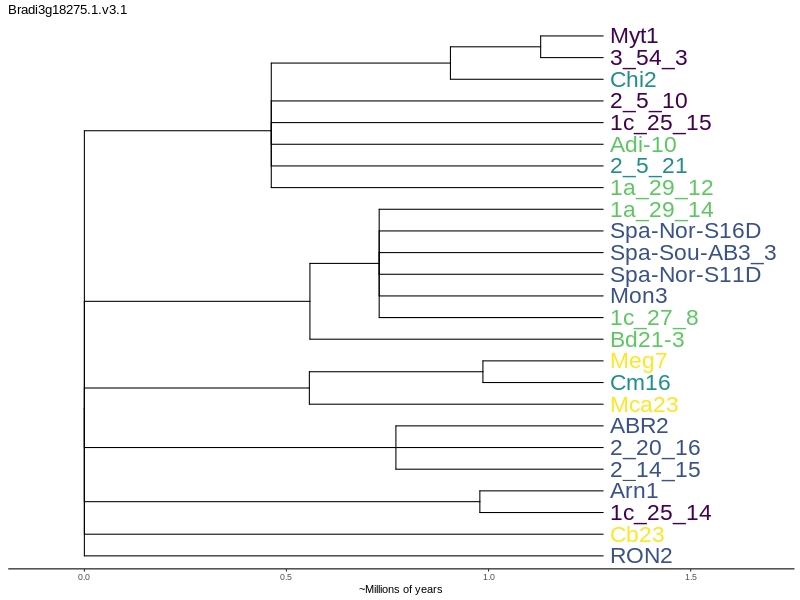 Bradi3g18275.1.v3.1
Myt1
3_54_3
Chi2
2_5_10
1c_25_15
Adi-10
2_5_21
1a_29_12
1a_29_14
Spa-Nor-S16D
Spa-Sou-AB3_3
Spa-Nor-S11D
Mon3
1c_27_8
Bd21-3
Meg7
Cm16
Mca23
ABR2
2_20_16
2_14_15
Arn1
1c_25_14
Cb23
RON2
0.0 0.5 1.0 1.5
~Millions of years